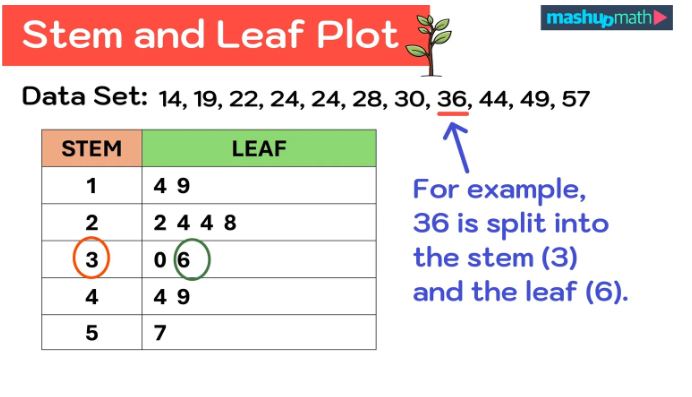 Stem and Leaf Plot
mashupmath
Data Set: 14, 19, 22, 24, 24, 28, 30, 36, 44, 49, 57
STEM LEAF
1 4 9
2 2 4 4 8
3 0 6
4 4 9
5 7
For example,
36 is split into
the stem (3)
and the leaf (6).